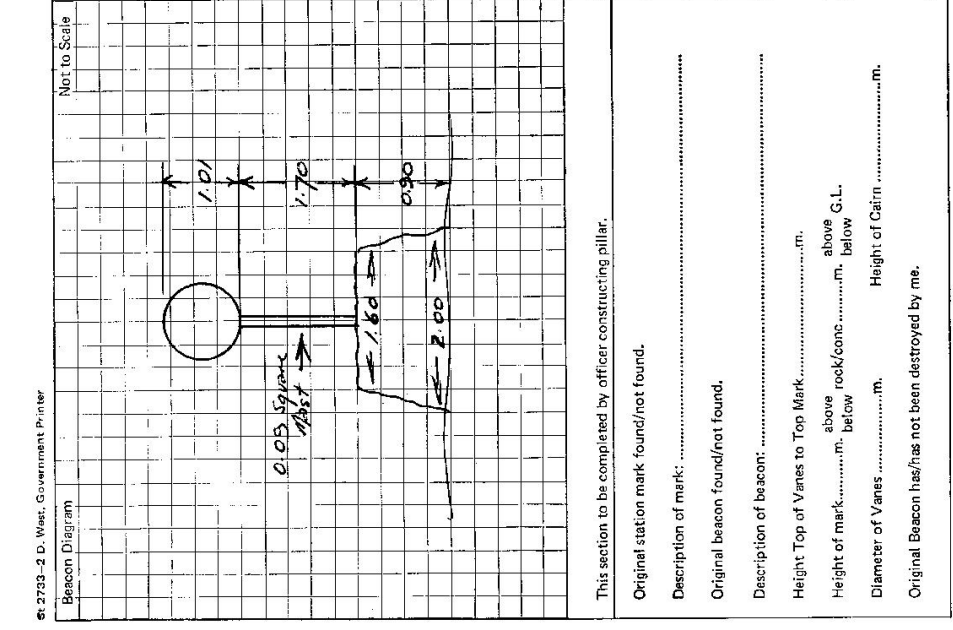 St 2733–2 D. West, Government Printer
Beacon Diagram Not to Scale
1.01
0.05 Square
Mast
1.70
1.60
0.90
2.00
This section to be completed by officer constructing pillar.
Original station mark found/not found.
Description of mark: ........................................
Original beacon found/not found.
Description of beacon: ........................................
Height Top of Vanes to Top Mark....................m.
Height of mark............m. above below rock/conc ............m. above below G.L.
Diameter of Vanes ....................m. Height of Cairn ....................m.
Original Beacon has/has not been destroyed by me.